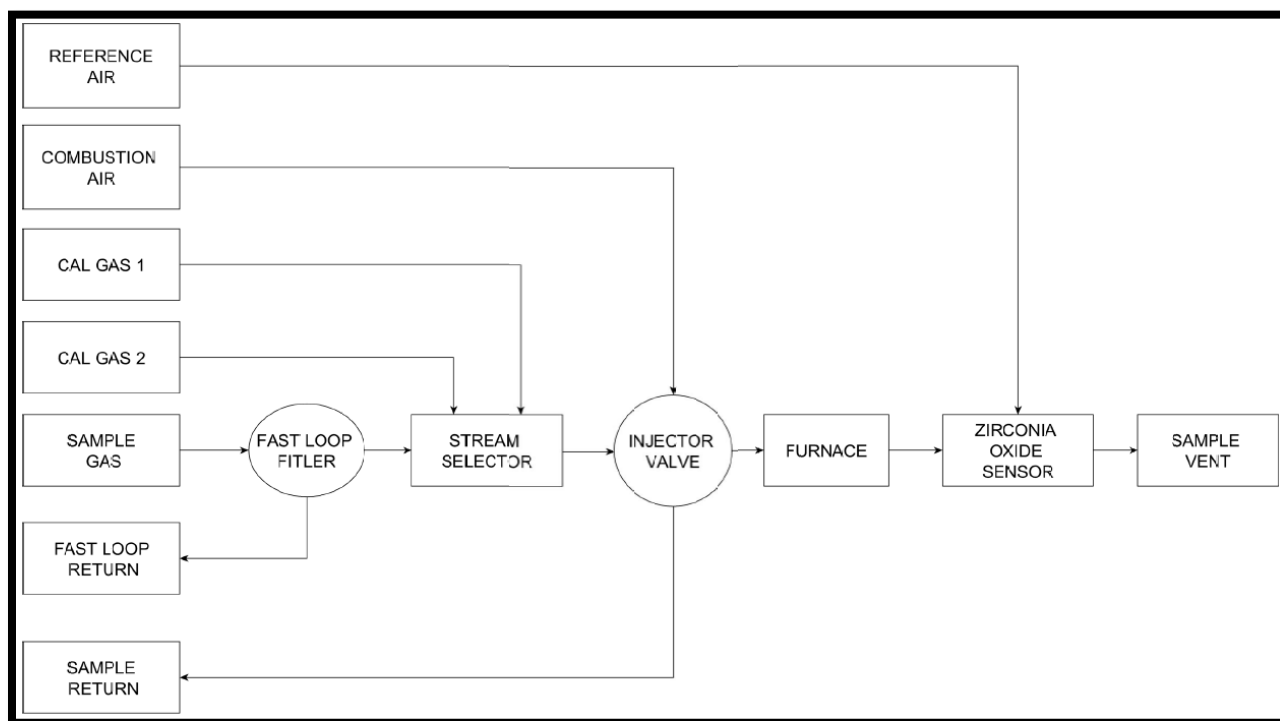 REFERENCE
AIR
COMBUSTION
AIR
CAL GAS 1
CAL GAS 2
SAMPLE
GAS
FAST LOOP
FITLER
STREAM
SELECTOR
INJECTOR
VALVE
FURNACE
ZIRCONIA
OXIDE
SENSOR
SAMPLE
VENT
FAST LOOP
RETURN
SAMPLE
RETURN